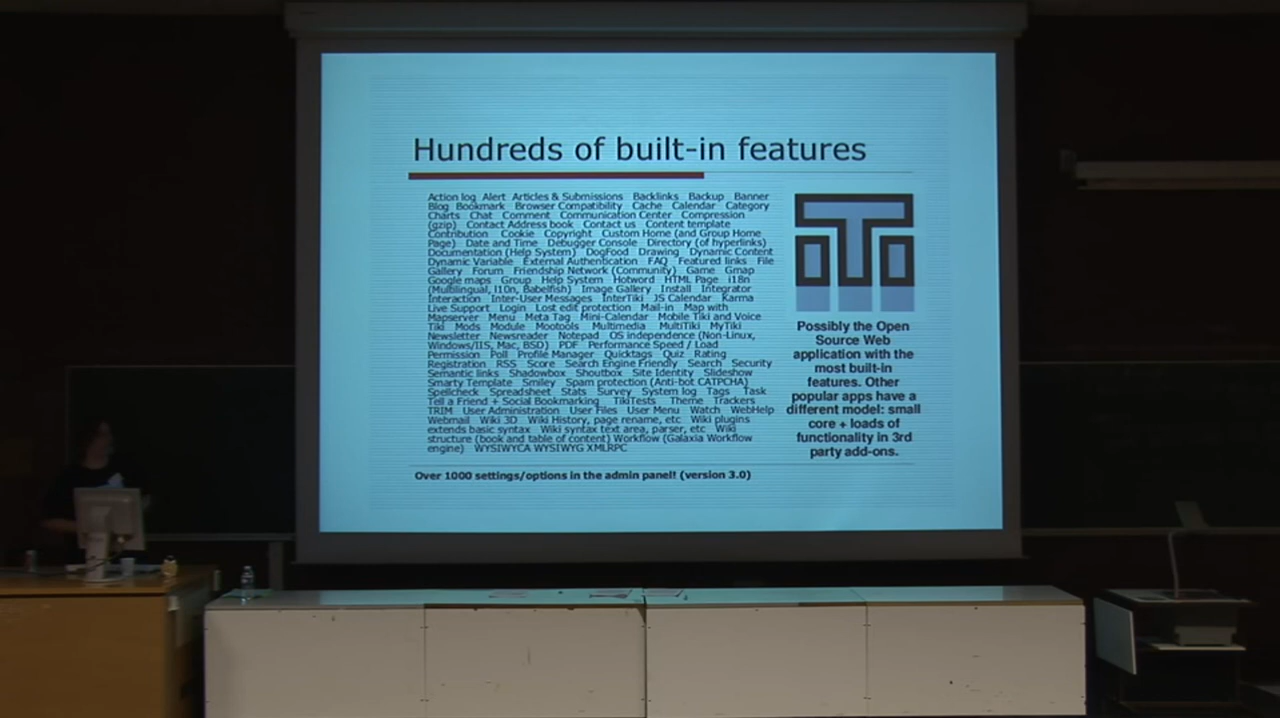 Hundreds of built-in features
Action log Alert Articles & Submissions Backlinks Backup Banner
Blog Bookmark Browser Compatibility Cache Calendar Category
Charts Chat Comment Communication Center Compression
(gzip) Contact Address book Contact us Content template
Contribution Cookie Copyright Custom Home (and Group Home
Page) Date and Time Debugger Console Directory (of hyperlinks)
Documentation (Help System) DogFood Drawing Dynamic Content
Dynamic Variable External Authentication FAQ Featured links File
Gallery Forum Friendship Network (Community) Game Gmap
Google maps Group Help System Hotword HTML Page i18n
(Multilingual, l10n, Babelfish) Image Gallery Install Integrator
Interaction Inter-User Messages InterTiki JS Calendar Karma
Live Support Login Lost edit protection Mail-in Map with
Mapserver Menu Meta Tag Mini-Calendar Mobile Tiki and Voice
Tiki Mods Module Mootools Multimedia MultiTiki MyTiki
Newsletter Newsreader Notepad OS independence (Non-Linux,
Windows/IIS, Mac, BSD) PDF Performance Speed / Load
Permission Poll Profile Manager Quicktags Quiz Rating
Registration RSS Score Search Engine Friendly Search Security
Semantic links Shadowbox Shoutbox Site Identity Slideshow
Smarty Template Smiley Spam protection (Anti-bot CATPCHA)
Spellcheck Spreadsheet Stats Survey System log Tags Task
Tell a Friend + Social Bookmarking TikiTests Theme Trackers
TRIM User Administration User Files User Menu Watch WebHelp
Webmail Wiki 3D Wiki History, page rename, etc Wiki plugins
extends basic syntax Wiki syntax text area, parser, etc Wiki
structure (book and table of content) Workflow (Galaxia Workflow
engine) WYSIWYCA WYSIWYG XMLRPC
Possibly the Open
Source Web
application with the
most built-in
features. Other
popular apps have a
different model: small
core + loads of
functionality in 3rd
party add-ons.
Over 1000 settings/options in the admin panel! (version 3.0)